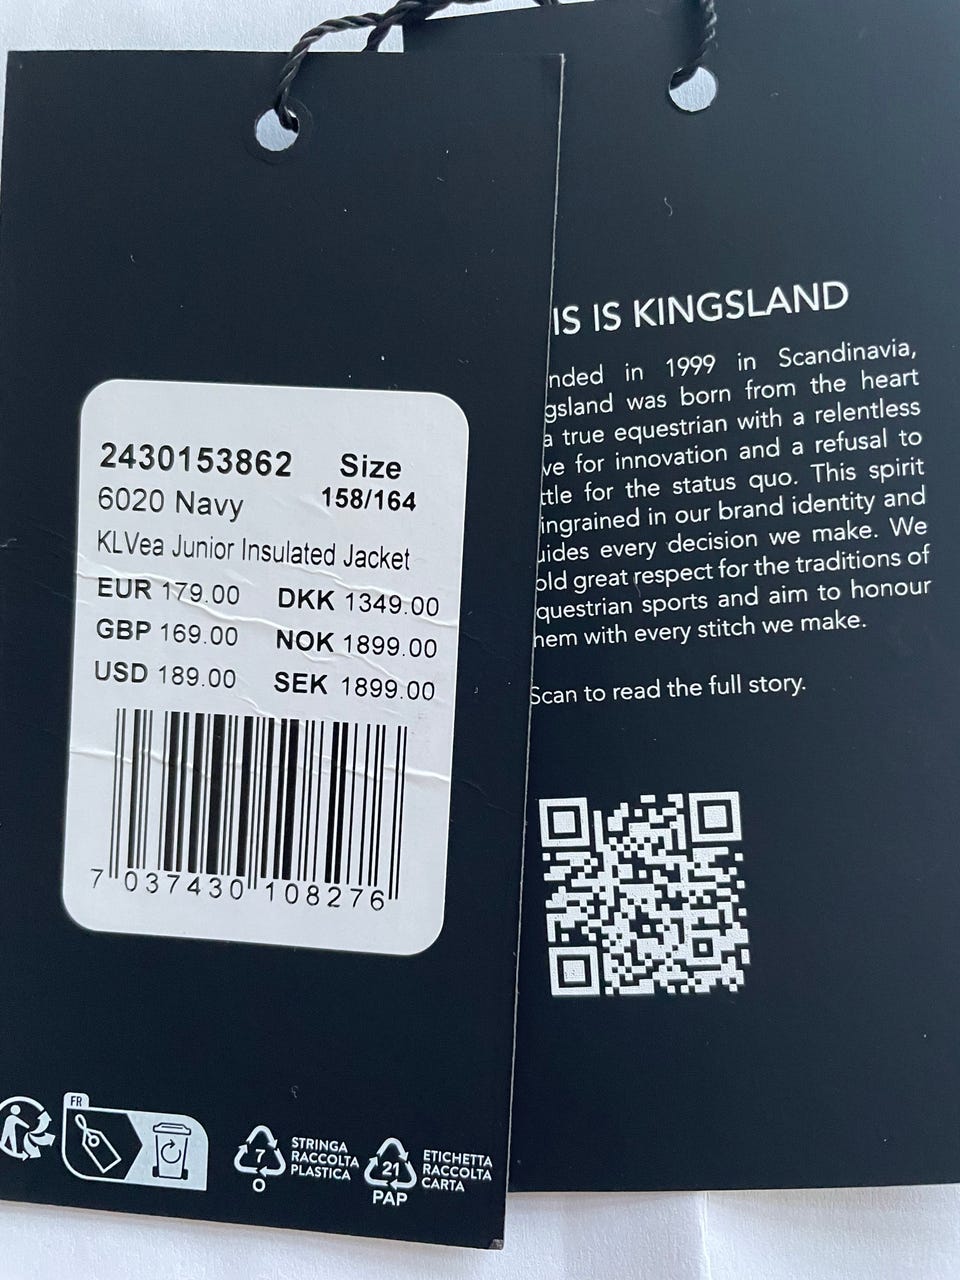 2430153862 Size
6020 Navy 158/164
KLVea Junior Insulated Jacket
EUR 179.00 DKK 1349.00
GBP 169.00 NOK 1899.00
USD 189.00 SEK 1899.00
7 037430 108276
FR
7
O
STRINGA
RACCOLTA
PLASTICA
21
PAP
ETICHETTA
RACCOLTA
CARTA
IS IS KINGSLAND
nded in 1999 in Scandinavia,
gsland was born from the heart
a true equestrian with a relentless
ve for innovation and a refusal to
ttle for the status quo. This spirit
ingrained in our brand identity and
uides every decision we make. We
old great respect for the traditions of
questrian sports and aim to honour
hem with every stitch we make.
Scan to read the full story.